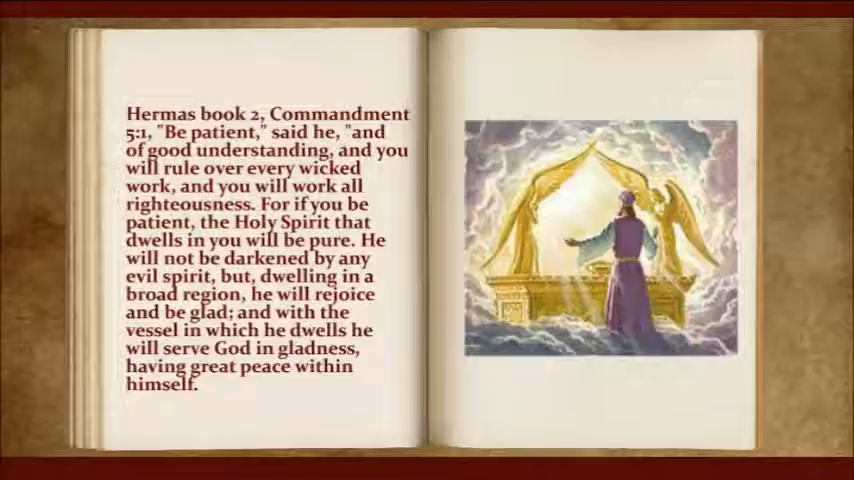 Hermas book 2, Commandment
5:1, "Be patient," said he, "and
of good understanding, and you
will rule over every wicked
work, and you will work all
righteousness. For if you be
patient, the Holy Spirit that
dwells in you will be pure. He
will not be darkened by any
evil spirit, but, dwelling in a
broad region, he will rejoice
and be glad; and with the
vessel in which he dwells he
will serve God in gladness,
having great peace within
himself.